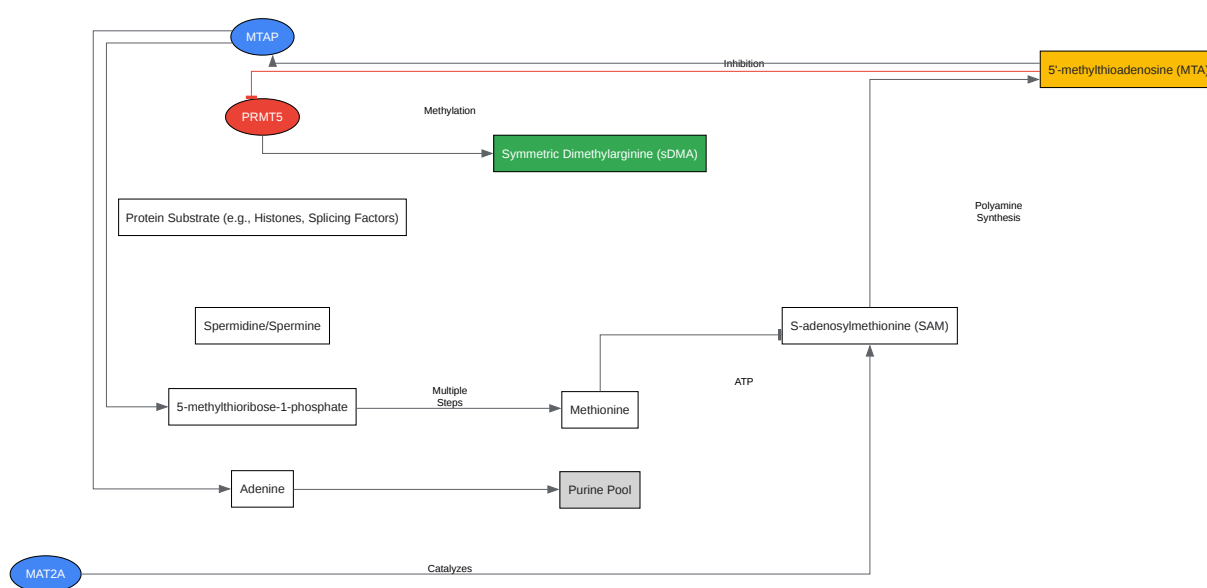 MTAP
Inhibition
5'-methylthioadenosine (MTA)
PRMT5
Methylation
Symmetric Dimethylarginine (sDMA)
Protein Substrate (e.g., Histones, Splicing Factors)
Polyamine
Synthesis
Spermidine/Spermine
S-adenosylmethionine (SAM)
ATP
5-methylthioribose-1-phosphate
Multiple
Steps
Methionine
Adenine
Purine Pool
MAT2A
Catalyzes